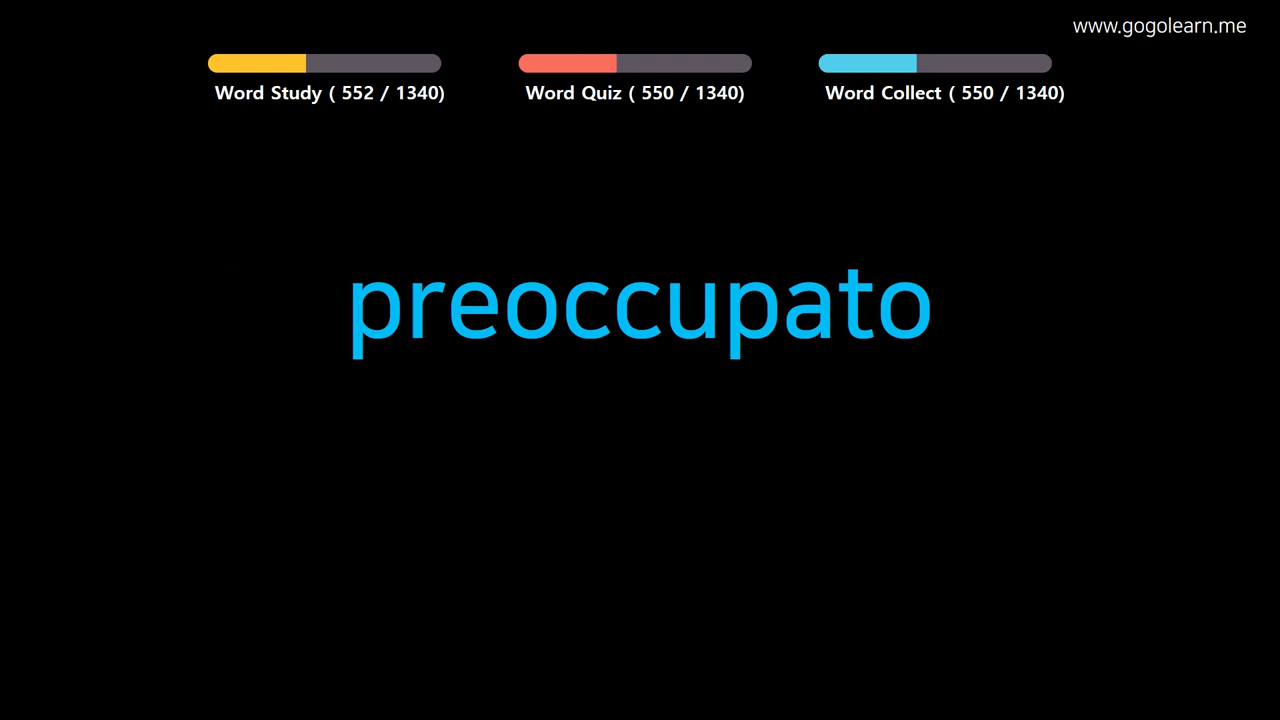 www.gogolearn.me
Word Study ( 552 / 1340)
Word Quiz ( 550 / 1340)
Word Collect ( 550 / 1340)
preoccupato